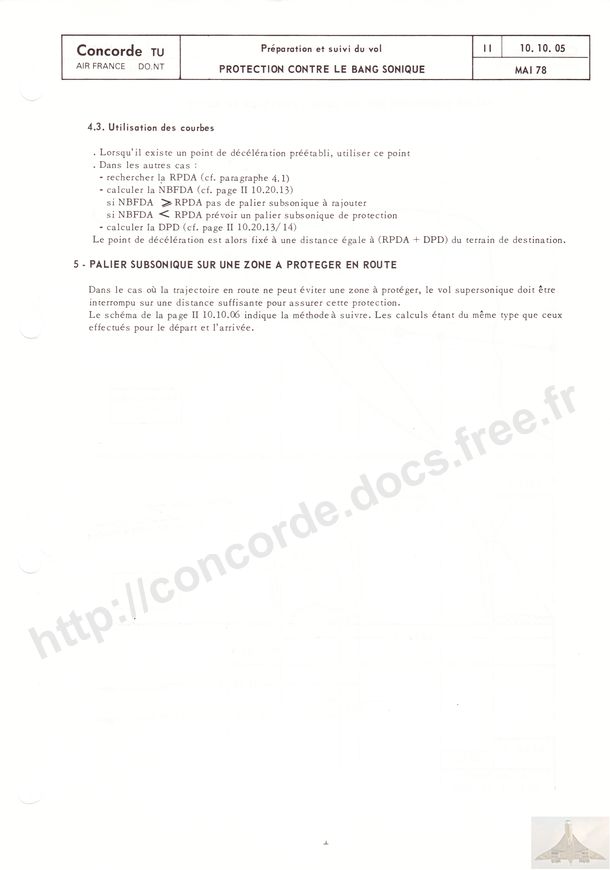 Concorde TU
AIR FRANCE DO.NT
Préparation et suivi du vol
PROTECTION CONTRE LE BANG SONIQUE
II
10. 10. 05
MAI 78
4.3. Utilisation des courbes
. Lorsqu'il existe un point de décélération préétabli, utiliser ce point
. Dans les autres cas :
- rechercher la RPDA (cf. paragraphe 4.1)
- calculer la NBFDA (cf. page II 10.20.13)
si NBFDA ⩾ RPDA pas de palier subsonique à rajouter
si NBFDA < RPDA prévoir un palier subsonique de protection
- calculer la DPD (cf. page II 10.20.13/14)
Le point de décélération est alors fixé à une distance égale à (RPDA + DPD) du terrain de destination.
5 - PALIER SUBSONIQUE SUR UNE ZONE A PROTEGER EN ROUTE
Dans le cas où la trajectoire en route ne peut éviter une zone à protéger, le vol supersonique doit être
interrompu sur une distance suffisante pour assurer cette protection.
Le schéma de la page II 10.10.06 indique la méthode à suivre. Les calculs étant du même type que ceux
effectués pour le départ et l'arrivée.
http://concorde.docs.free.fr